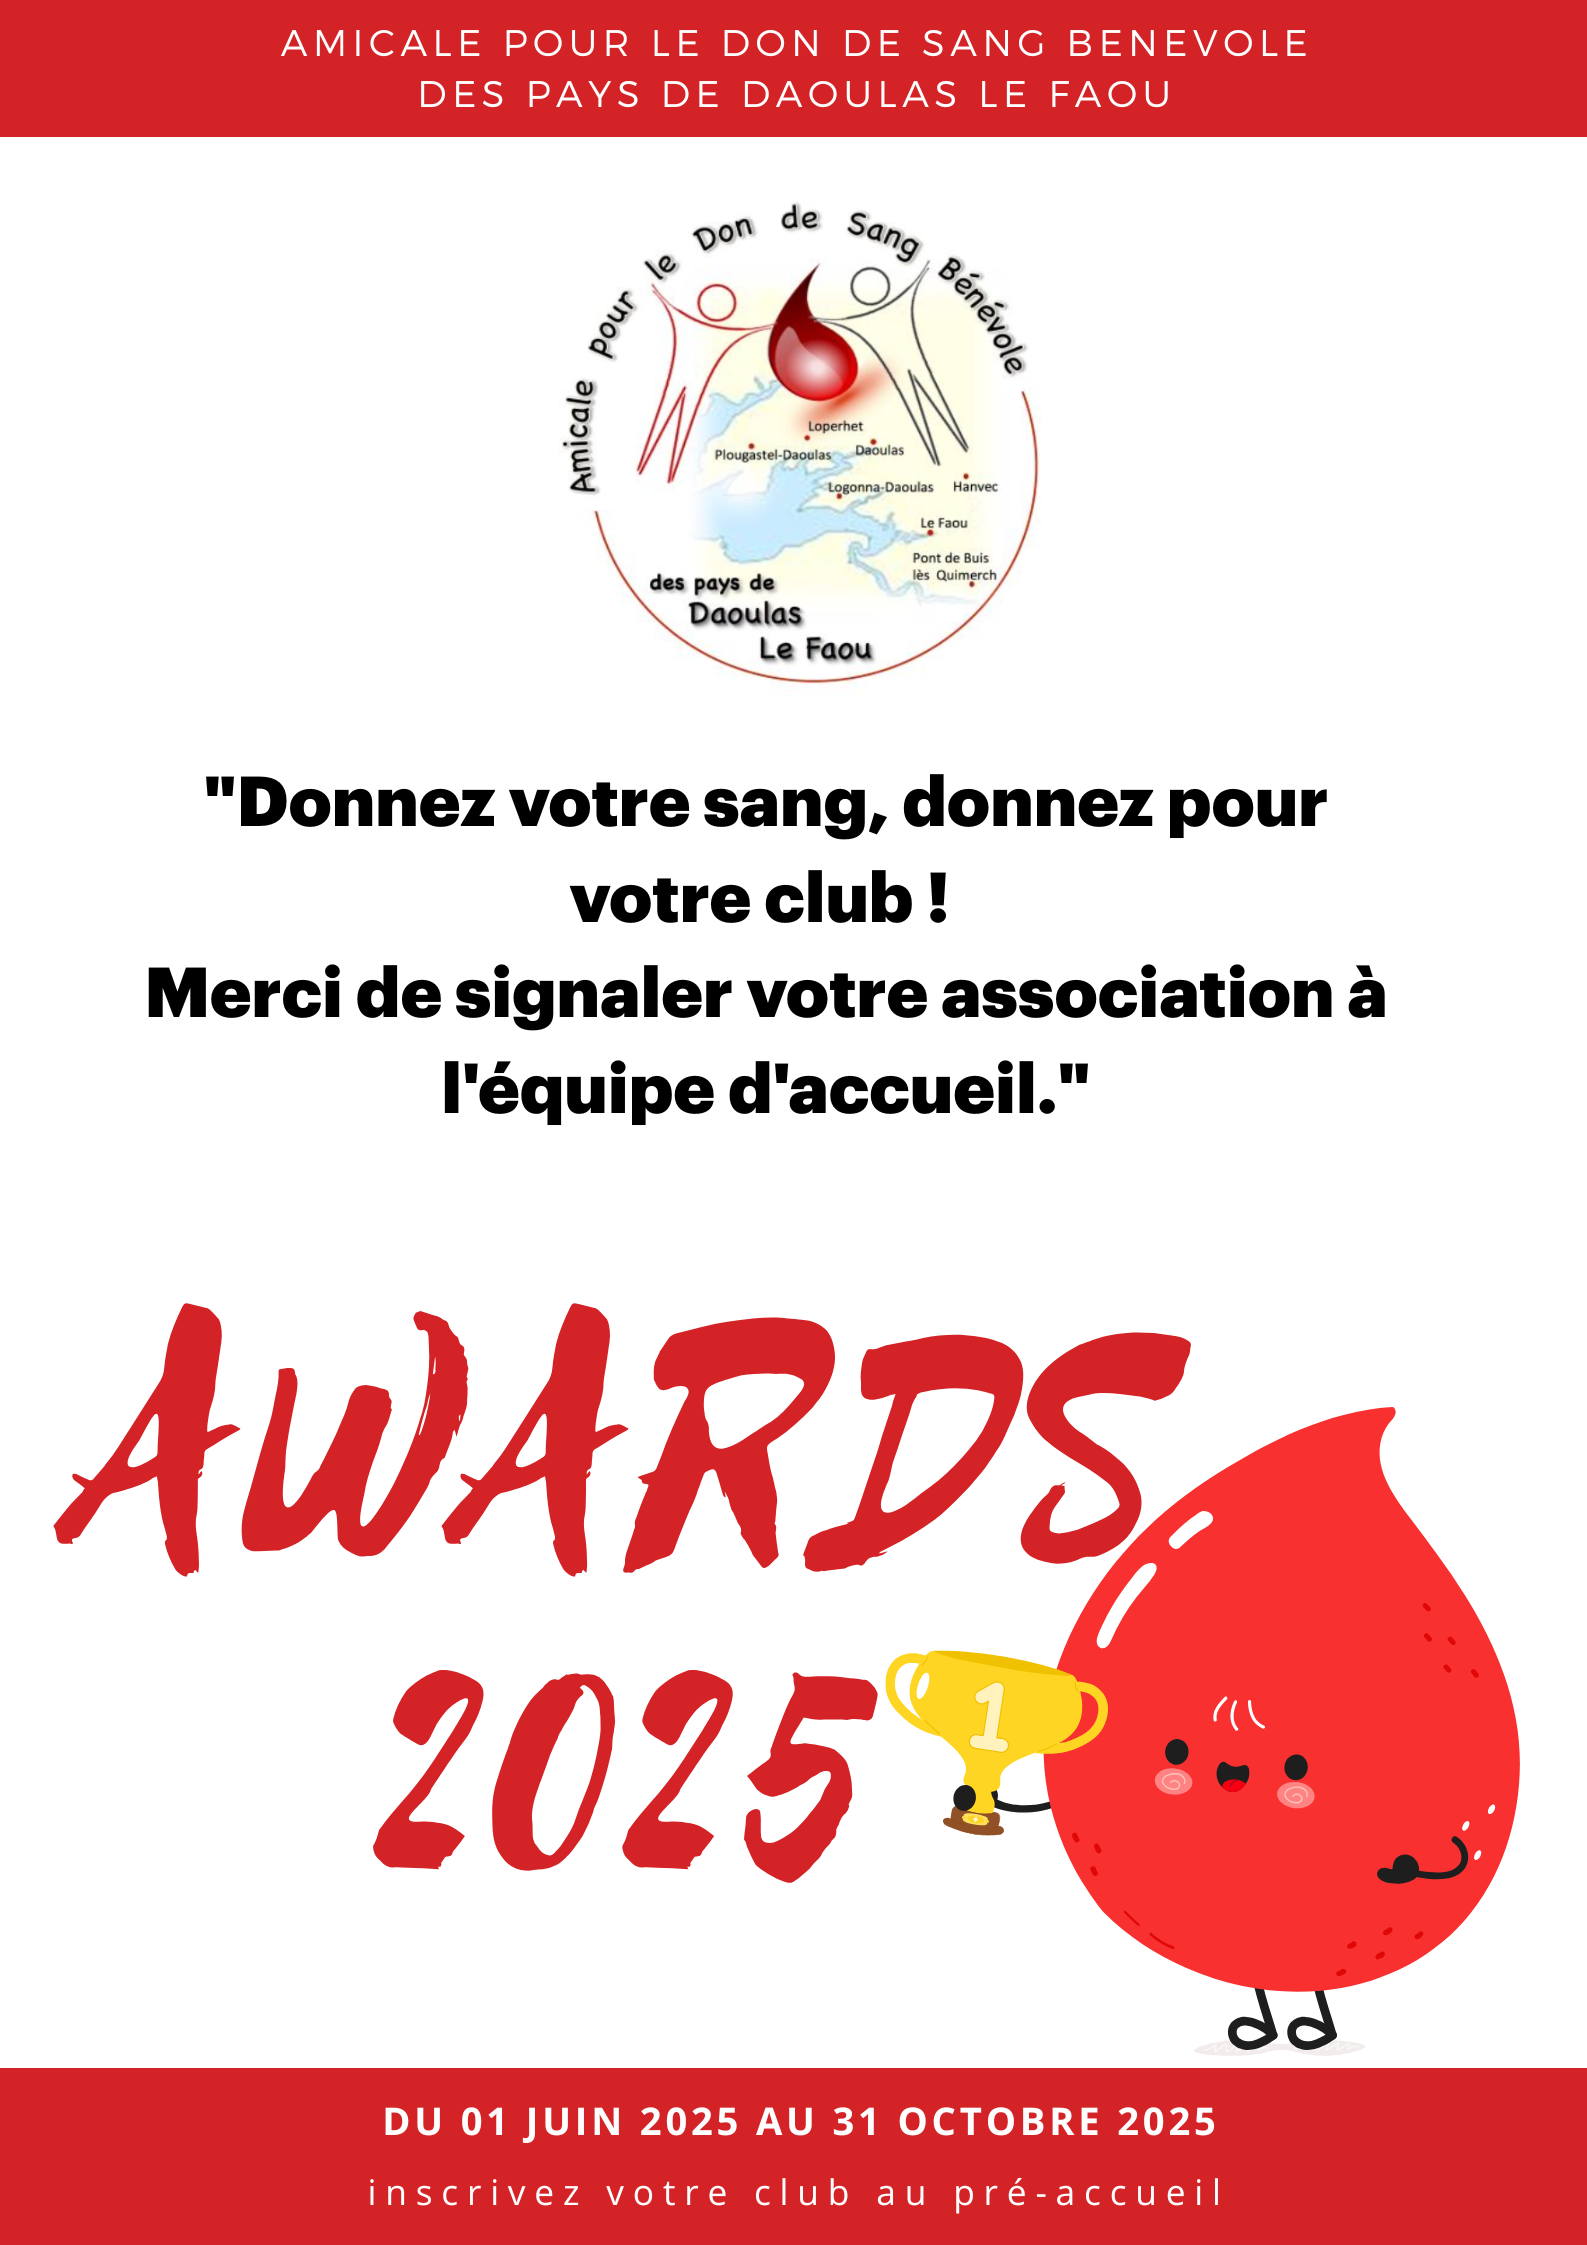 AMICALE POUR LE DON DE SANG BENEVOLE
DES PAYS DE DAOULAS LE FAOU
Amicale pour le Don de Sang Bénévole
Loperhet
Plougastel-Daoulas
Daoulas
Logonna-Daoulas
Hanvec
Le Faou
Pont de Buis
lès Quimerch
des pays de
Daoulas
Le Faou
"Donnez votre sang, donnez pour
votre club !
Merci de signaler votre association à
l'équipe d'accueil."
AWARDS
2025
1
DU 01 JUIN 2025 AU 31 OCTOBRE 2025
inscrivez votre club au pré-accueil